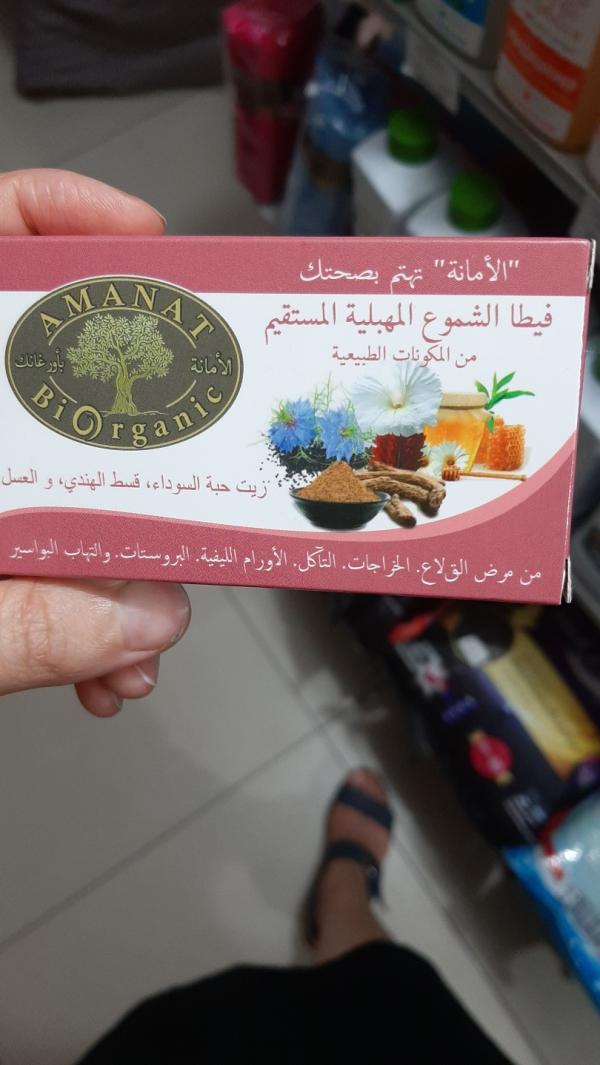 "الأمانة" تهتم بصحتك
فيطا الشموع المهبلية المستقيم
من المكونات الطبيعية
AMANAT
بأورغانك
الأمانة
BiOrganic
زيت حبة السوداء، قسط الهندي، و العسل
من مرض القلاع. الخراجات. التآكل. الأورام الليفية. البروستات. والتهاب البواسير